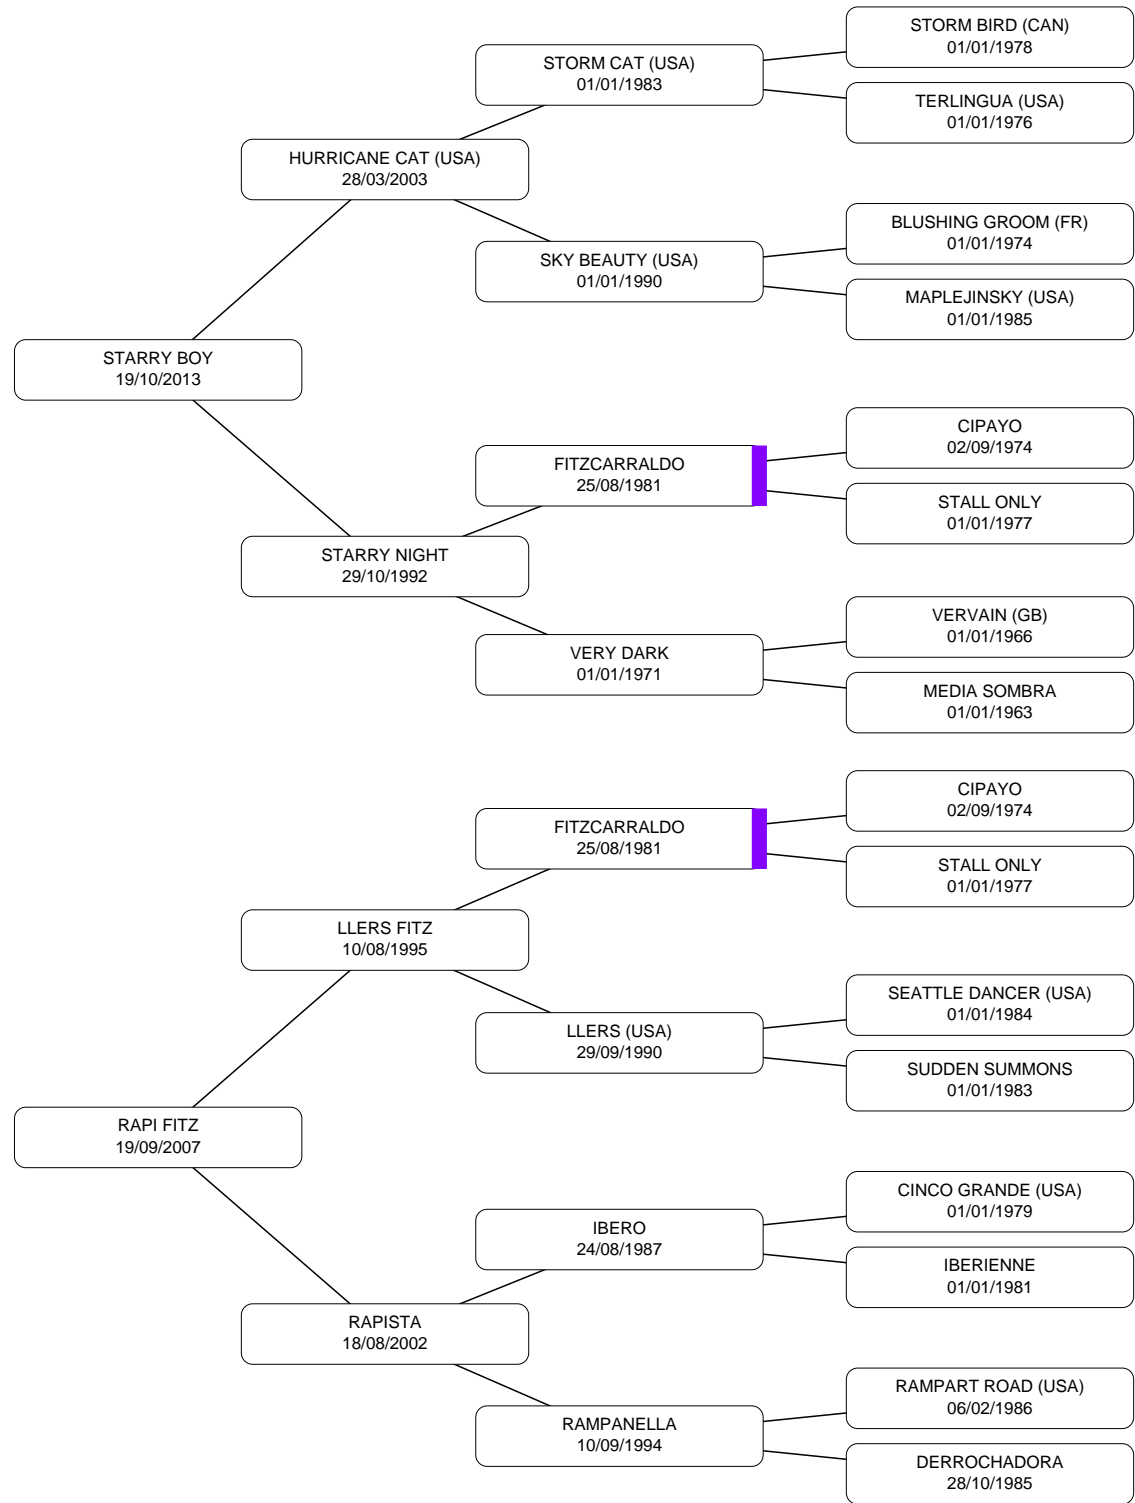 STORM BIRD (CAN)
01/01/1978
STORM CAT (USA)
01/01/1983
TERLINGUA (USA)
01/01/1976
HURRICANE CAT (USA)
28/03/2003
BLUSHING GROOM (FR)
01/01/1974
SKY BEAUTY (USA)
01/01/1990
MAPLEJINSKY (USA)
01/01/1985
STARRY BOY
19/10/2013
CIPAYO
02/09/1974
FITZCARRALDO
25/08/1981
STALL ONLY
01/01/1977
STARRY NIGHT
29/10/1992
VERVAIN (GB)
01/01/1966
VERY DARK
01/01/1971
MEDIA SOMBRA
01/01/1963
CIPAYO
02/09/1974
FITZCARRALDO
25/08/1981
STALL ONLY
01/01/1977
LLERS FITZ
10/08/1995
SEATTLE DANCER (USA)
01/01/1984
LLERS (USA)
29/09/1990
SUDDEN SUMMONS
01/01/1983
RAPI FITZ
19/09/2007
CINCO GRANDE (USA)
01/01/1979
IBERO
24/08/1987
IBERIENNE
01/01/1981
RAPISTA
18/08/2002
RAMPART ROAD (USA)
06/02/1986
RAMPANELLA
10/09/1994
DERROCHADORA
28/10/1985